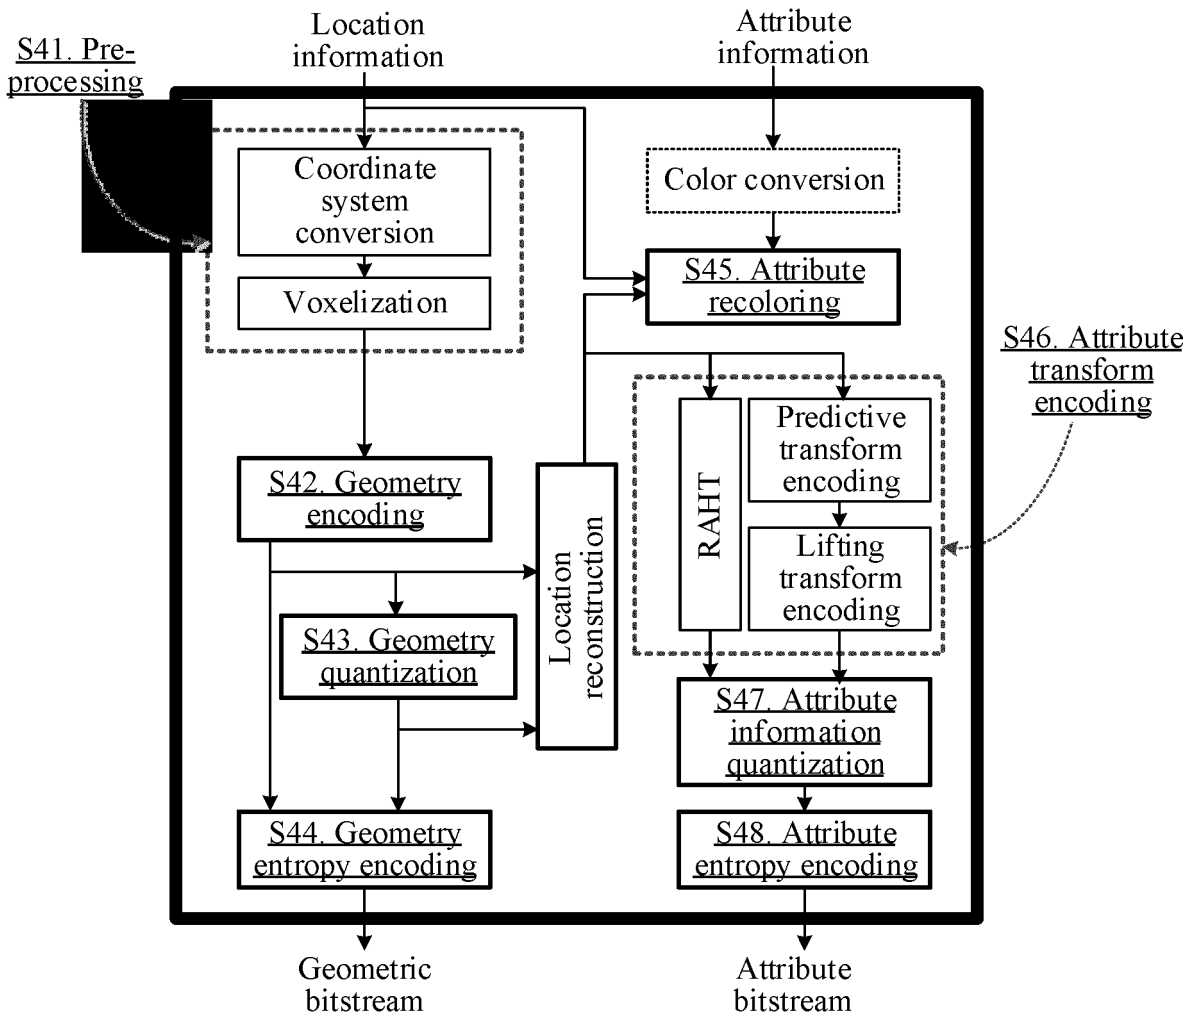 Location
information
Attribute
information
S41. Pre-
processing
Coordinate
system
conversion
Voxelization
Color conversion
S45. Attribute
recoloring
S46. Attribute
transform
encoding
S42. Geometry
encoding
Location
reconstruction
RAHT
Predictive
transform
encoding
Lifting
transform
encoding
S43. Geometry
quantization
S47. Attribute
information
quantization
S44. Geometry
entropy encoding
S48. Attribute
entropy encoding
Geometric
bitstream
Attribute
bitstream